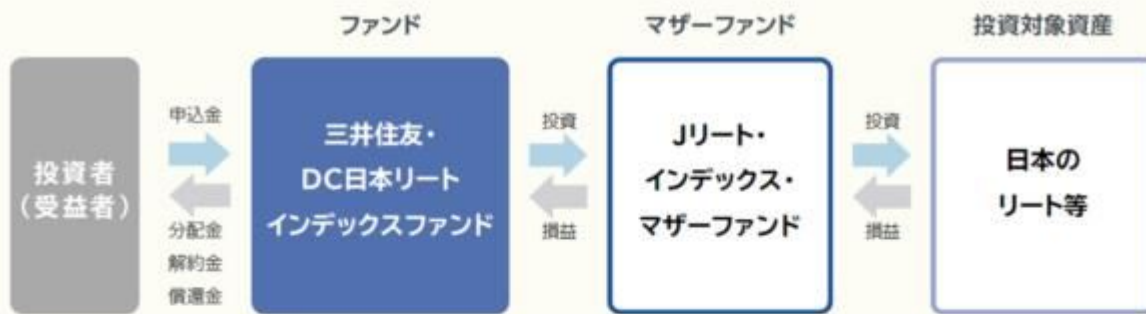 ファンド
マザーファンド
投資対象資産
投資者
（受益者）
申込金
分配金
解約金
償還金
三井住友・
DC日本リート
インデックスファンド
投資
損益
Jリート・
インデックス・
マザーファンド
投資
損益
日本の
リート等